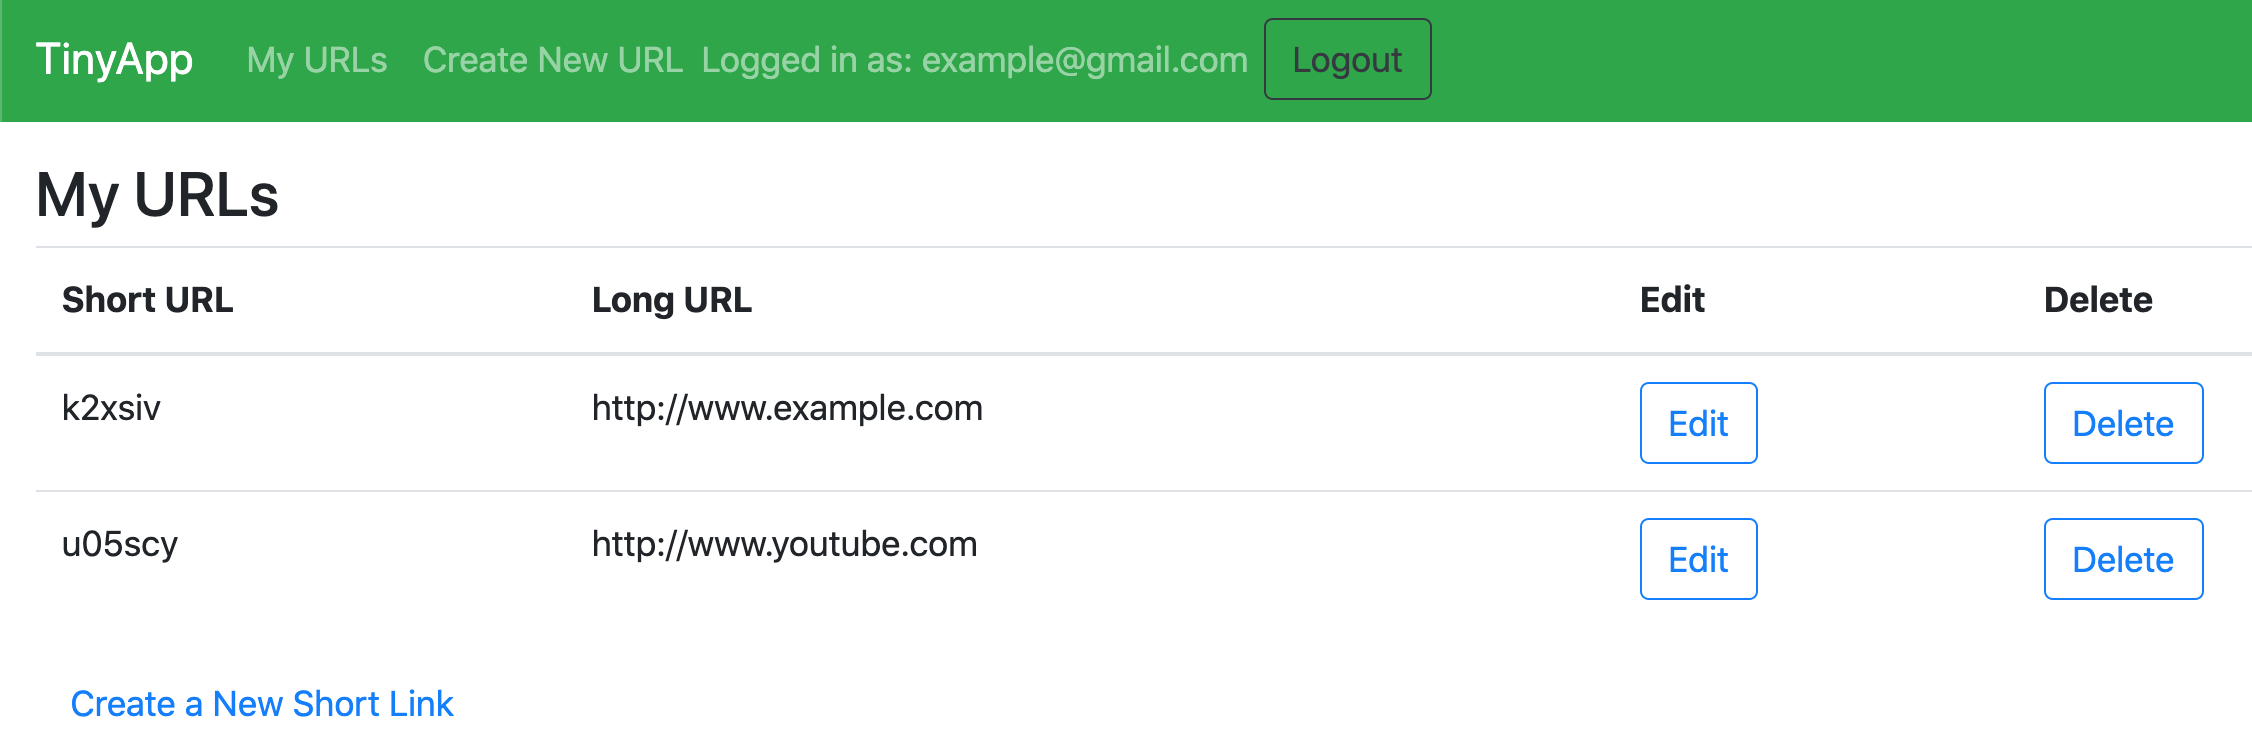 TinyApp My URLs Create New URL Logged in as: example@gmail.com Logout
My URLs
Short URL Long URL Edit Delete
k2xsiv http://www.example.com Edit Delete
u05scy http://www.youtube.com Edit Delete
Create a New Short Link